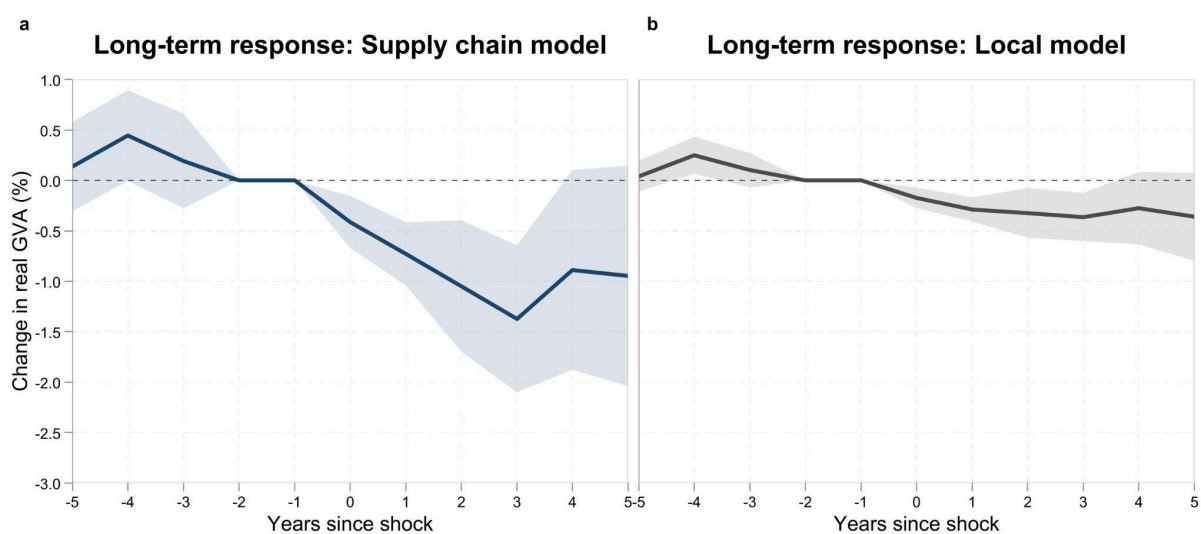 a
Long-term response: Supply chain model
b
Long-term response: Local model
Change in real GVA (%)
1.0
0.5
0.0
-0.5
-1.0
-1.5
-2.0
-2.5
-3.0
-5 -4 -3 -2 -1 0 1 2 3 4 5
Years since shock
-5 -4 -3 -2 -1 0 1 2 3 4 5
Years since shock